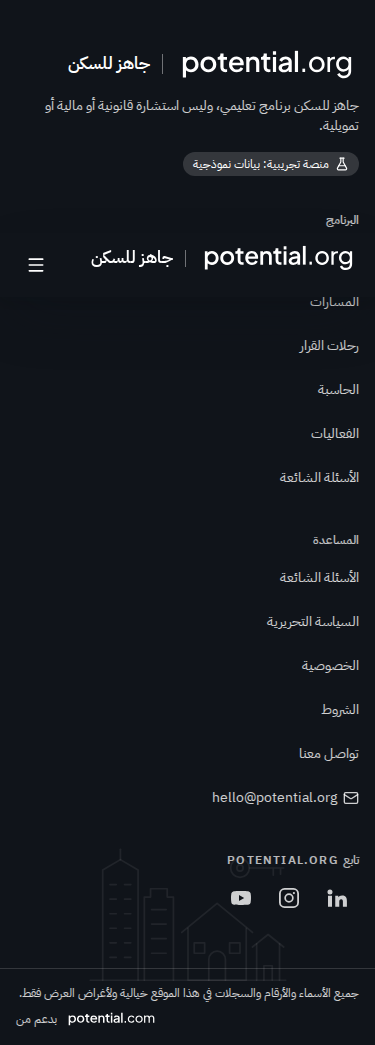 potential.org | جاهز للسكن
جاهز للسكن برنامج تعليمي، وليس استشارة قانونية أو مالية أو
تمويلية.
منصة تجريبية: بيانات نموذجية
البرنامج
potential.org | جاهز للسكن
المسارات
رحلات القرار
الحاسبة
الفعاليات
الأسئلة الشائعة
المساعدة
الأسئلة الشائعة
السياسة التحريرية
الخصوصية
الشروط
تواصل معنا
hello@potential.org
تابع POTENTIAL.ORG
جميع الأسماء والأرقام والسجلات في هذا الموقع خيالية ولأغراض العرض فقط.
بدعم من potential.com